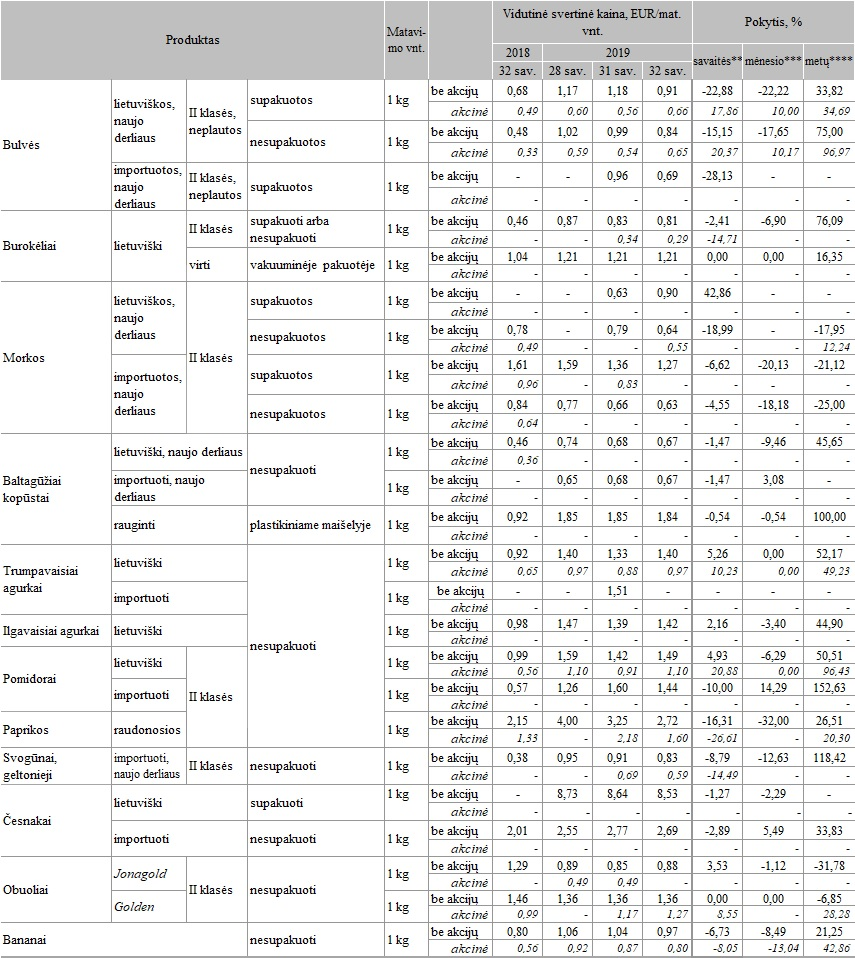 Produktas Matavi- mo vnt. Vidutinė svertinė kaina, EUR/mat. vnt. Pokytis, %
2018 2019 savaitės** mėnesio*** metų****
32 sav. 28 sav. 31 sav. 32 sav.
Bulvės lietuviškos, naujo derliaus II klasės, neplautos supakuotos 1 kg be akcijų 0,68 1,17 1,18 0,91 -22,88 -22,22 33,82
akcinė 0,49 0,60 0,56 0,66 17,86 10,00 34,69
nesupakuotos 1 kg be akcijų 0,48 1,02 0,99 0,84 -15,15 -17,65 75,00
akcinė 0,33 0,59 0,54 0,65 20,37 10,17 96,97
importuotos, naujo derliaus II klasės, neplautos supakuotos 1 kg be akcijų - - 0,96 0,69 -28,13 - -
akcinė - - - - - - -
Burokėliai lietuviški II klasės supakuoti arba nesupakuoti 1 kg be akcijų 0,46 0,87 0,83 0,81 -2,41 -6,90 76,09
akcinė - - 0,34 0,29 -14,71 - -
virti vakuuminėje pakuotėje 1 kg be akcijų 1,04 1,21 1,21 1,21 0,00 0,00 16,35
akcinė - - - - - - -
Morkos lietuviškos, naujo derliaus II klasės supakuotos 1 kg be akcijų - - 0,63 0,90 42,86 - -
akcinė - - - - - - -
nesupakuotos 1 kg be akcijų 0,78 - 0,79 0,64 -18,99 - -17,95
akcinė 0,49 - - 0,55 - - 12,24
importuotos, naujo derliaus supakuotos 1 kg be akcijų 1,61 1,59 1,36 1,27 -6,62 -20,13 -21,12
akcinė 0,96 - 0,83 - - - -
nesupakuotos 1 kg be akcijų 0,84 0,77 0,66 0,63 -4,55 -18,18 -25,00
akcinė 0,64 - - - - - -
Baltagūžiai kopūstai lietuviški, naujo derliaus nesupakuoti 1 kg be akcijų 0,46 0,74 0,68 0,67 -1,47 -9,46 45,65
akcinė 0,36 - - - - - -
importuoti, naujo derliaus 1 kg be akcijų - 0,65 0,68 0,67 -1,47 3,08 -
akcinė - - - - - - -
rauginti plastikiniame maišelyje 1 kg be akcijų 0,92 1,85 1,85 1,84 -0,54 -0,54 100,00
akcinė - - - - - - -
Trumpavaisiai agurkai lietuviški nesupakuoti 1 kg be akcijų 0,92 1,40 1,33 1,40 5,26 0,00 52,17
akcinė 0,65 0,97 0,88 0,97 10,23 0,00 49,23
importuoti 1 kg be akcijų - - 1,51 - - - -
akcinė - - - - - - -
Ilgavaisiai agurkai lietuviški 1 kg be akcijų 0,98 1,47 1,39 1,42 2,16 -3,40 44,90
akcinė - - - - - - -
Pomidorai lietuviški II klasės 1 kg be akcijų 0,99 1,59 1,42 1,49 4,93 -6,29 50,51
akcinė 0,56 1,10 0,91 1,10 20,88 0,00 96,43
importuoti 1 kg be akcijų 0,57 1,26 1,60 1,44 -10,00 14,29 152,63
akcinė - - - - - - -
Paprikos raudonosios 1 kg be akcijų 2,15 4,00 3,25 2,72 -16,31 -32,00 26,51
akcinė 1,33 - 2,18 1,60 -26,61 - 20,30
Svogūnai, geltonieji importuoti, naujo derliaus II klasės nesupakuoti 1 kg be akcijų 0,38 0,95 0,91 0,83 -8,79 -12,63 118,42
akcinė - - 0,69 0,59 -14,49 - -
Česnakai lietuviški supakuoti 1 kg be akcijų - 8,73 8,64 8,53 -1,27 -2,29 -
akcinė - - - - - - -
importuoti nesupakuoti 1 kg be akcijų 2,01 2,55 2,77 2,69 -2,89 5,49 33,83
akcinė - - - - - - -
Obuoliai Jonagold II klasės nesupakuoti 1 kg be akcijų 1,29 0,89 0,85 0,88 3,53 -1,12 -31,78
akcinė - 0,49 0,49 - - - -
Golden 1 kg be akcijų 1,46 1,36 1,36 1,36 0,00 0,00 -6,85
akcinė 0,99 - 1,17 1,27 8,55 - 28,28
Bananai nesupakuoti 1 kg be akcijų 0,80 1,06 1,04 0,97 -6,73 -8,49 21,25
akcinė 0,56 0,92 0,87 0,80 -8,05 -13,04 42,86